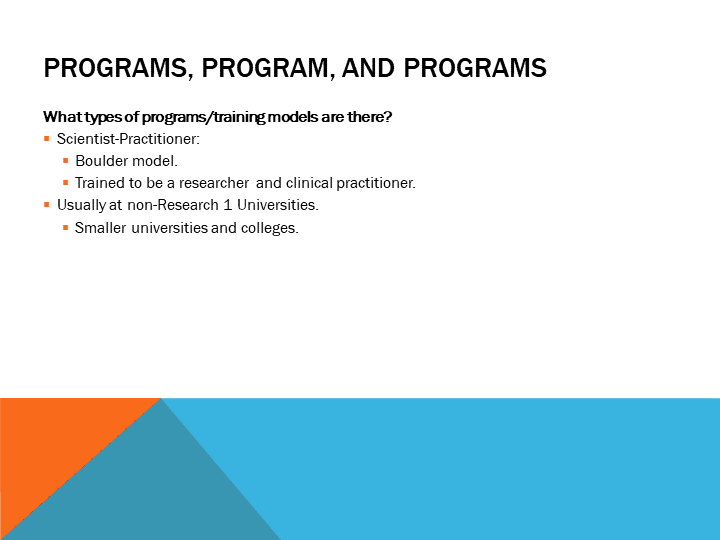 PROGRAMS, PROGRAM, AND PROGRAMS
What types of programs/training models are there?
Scientist-Practitioner:
Boulder model.
Trained to be a researcher and clinical practitioner.
Usually at non-Research 1 Universities.
Smaller universities and colleges.